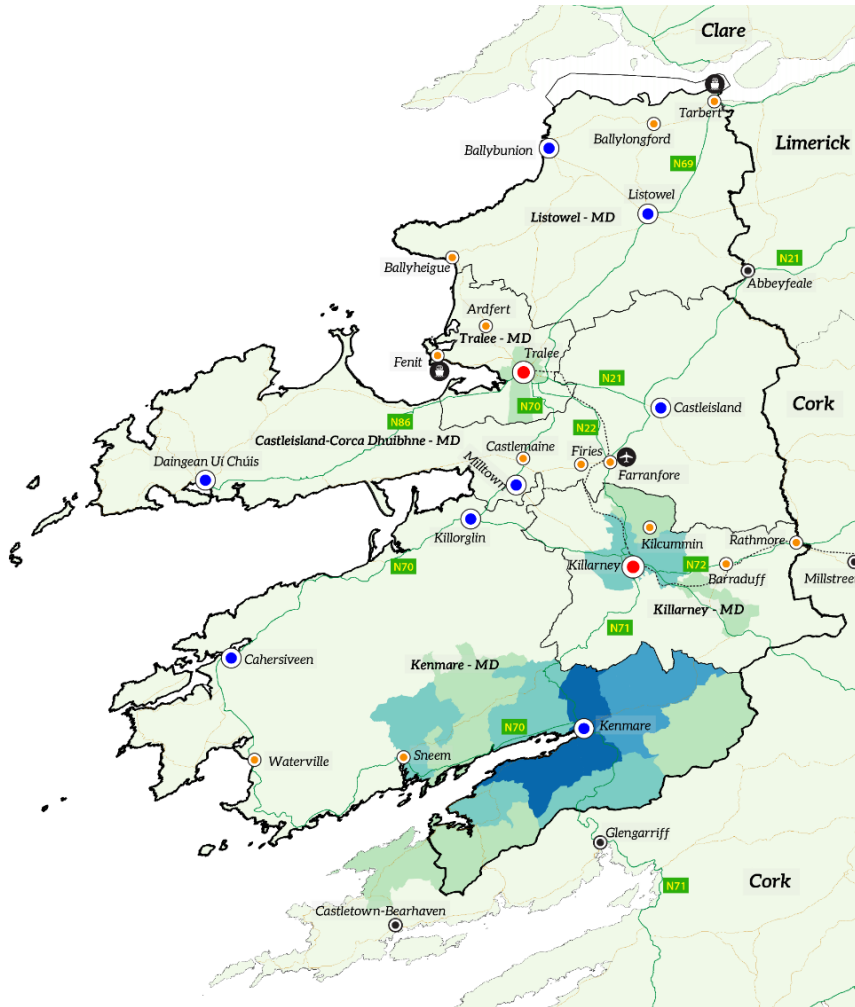 Clare
Tarbert
Ballylongford
Limerick
Ballybunion
N69
Listowel
Listowel - MD
N21
Ballyheigue
Abbeyfeale
Ardfert
Tralee - MD
Tralee
Fenit
N21
N70
Castleisland
Cork
N86
N22
Castleisland-Corca Dhuibhne - MD
Castlemaine
Firies
Daingean Uí Chúis
Milltown
Farranfore
Killorglin
Kilcummin
Rathmore
N70
Killarney
N72
Barraduff
Millstree
Killarney - MD
N71
Cahersiveen
Kenmare - MD
N70
Kenmare
Waterville
Sneem
Glengarriff
N71
Cork
Castletown-Bearhaven